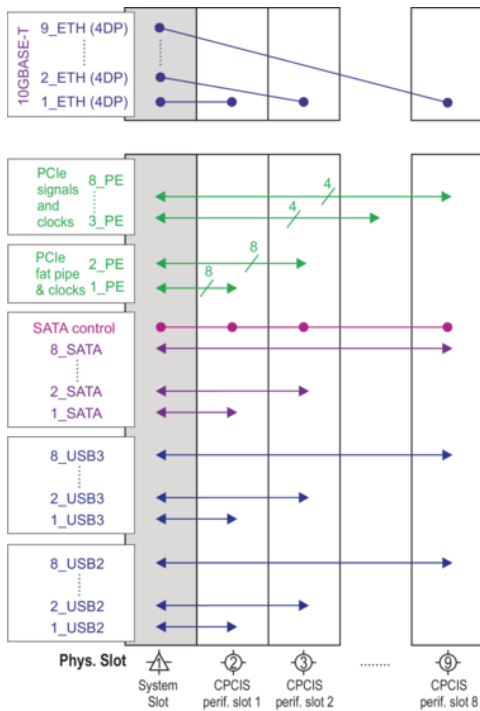 10GBASE-T
9_ETH (4DP)
2_ETH (4DP)
1_ETH (4DP)
PCIe
signals
and
clocks
8_PE
3_PE
4
4
PCIe
fat pipe
& clocks
2_PE
1_PE
8
8
SATA control
8_SATA
2_SATA
1_SATA
8_USB3
2_USB3
1_USB3
8_USB2
2_USB2
1_USB2
Phys. Slot
1
2
3
........
9
System
Slot
CPCIS
perif. slot 1
CPCIS
perif. slot 2
CPCIS
perif. slot 8